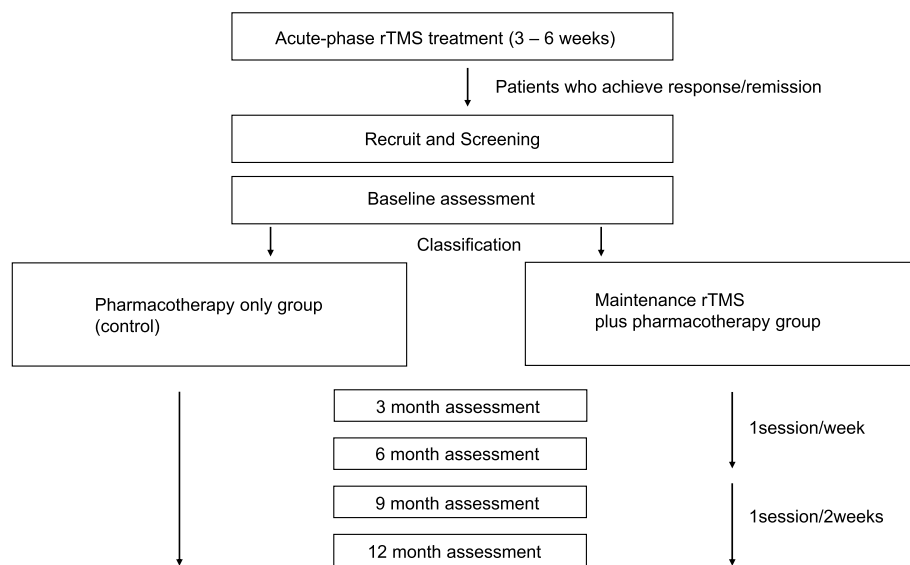 Acute-phase rTMS treatment (3 – 6 weeks)
Patients who achieve response/remission
Recruit and Screening
Baseline assessment
Classification
Pharmacotherapy only group
(control)
Maintenance rTMS
plus pharmacotherapy group
3 month assessment
1session/week
6 month assessment
9 month assessment
1session/2weeks
12 month assessment